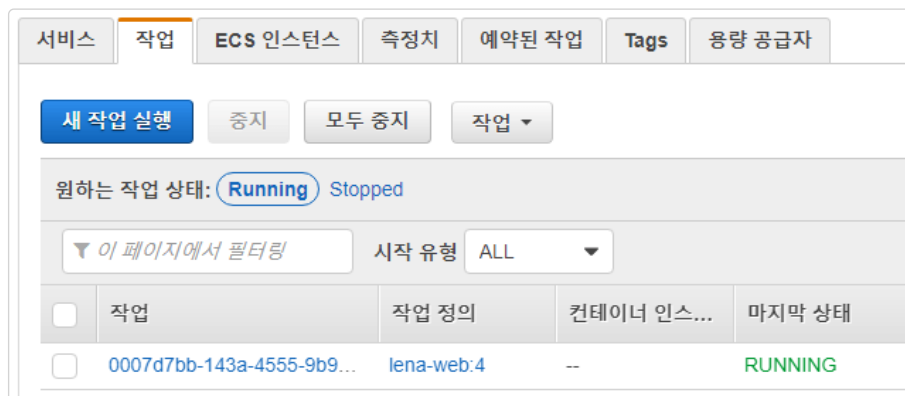 서비스 작업 ECS 인스턴스 측정치 예약된 작업 Tags 용량 공급자
새 작업 실행 중지 모두 중지 작업
원하는 작업 상태: Running Stopped
이 페이지에서 필터링 시작 유형 ALL
작업 작업 정의 컨테이너 인스... 마지막 상태
0007d7bb-143a-4555-9b9... lena-web:4 -- RUNNING